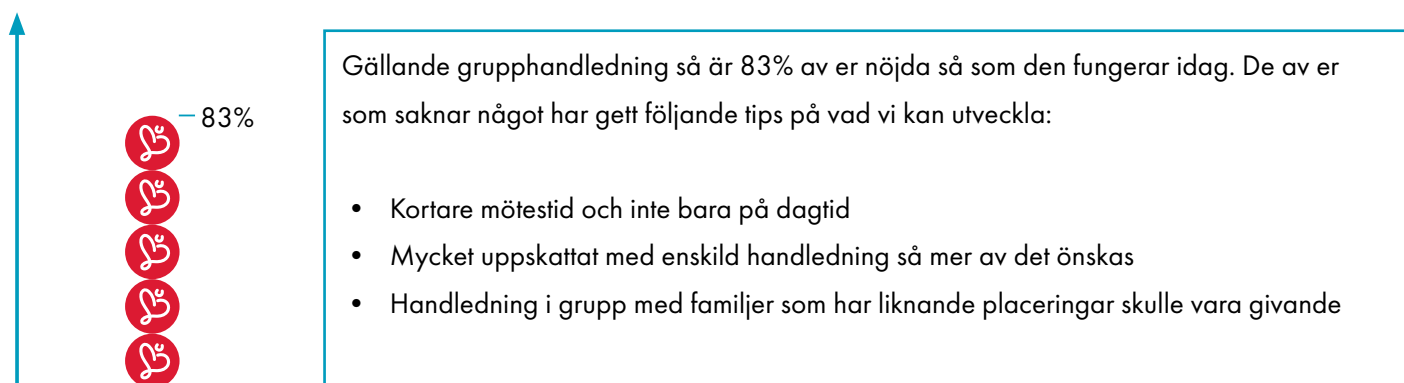 83%
Gällande grupphandledning så är 83% av er nöjda så som den fungerar idag. De av er
som saknar något har gett följande tips på vad vi kan utveckla:
• Kortare mötestid och inte bara på dagtid
• Mycket uppskattat med enskild handledning så mer av det önskas
• Handledning i grupp med familjer som har liknande placeringar skulle vara givande